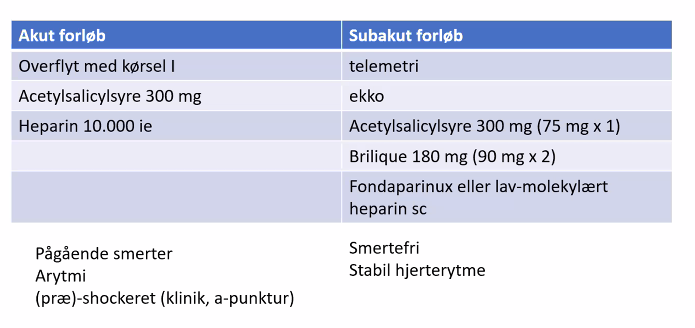 Akut forløb
Subakut forløb
Overflyt med kørsel I
telemetri
Acetylsalicylsyre 300 mg
ekko
Heparin 10.000 ie
Acetylsalicylsyre 300 mg (75 mg x 1)
Brilique 180 mg (90 mg x 2)
Fondaparinux eller lav-molekylært
heparin sc
Pågående smerter
Arytmi
(præ)-shockeret (klinik, a-punktur)
Smertefri
Stabil hjerterytme